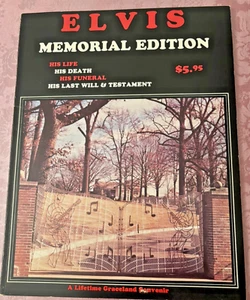 ELVIS
MEMORIAL EDITION
HIS LIFE
HIS DEATH
HIS FUNERAL
HIS LAST WILL & TESTAMENT
$5.95
A Lifetime Graceland Souvenir